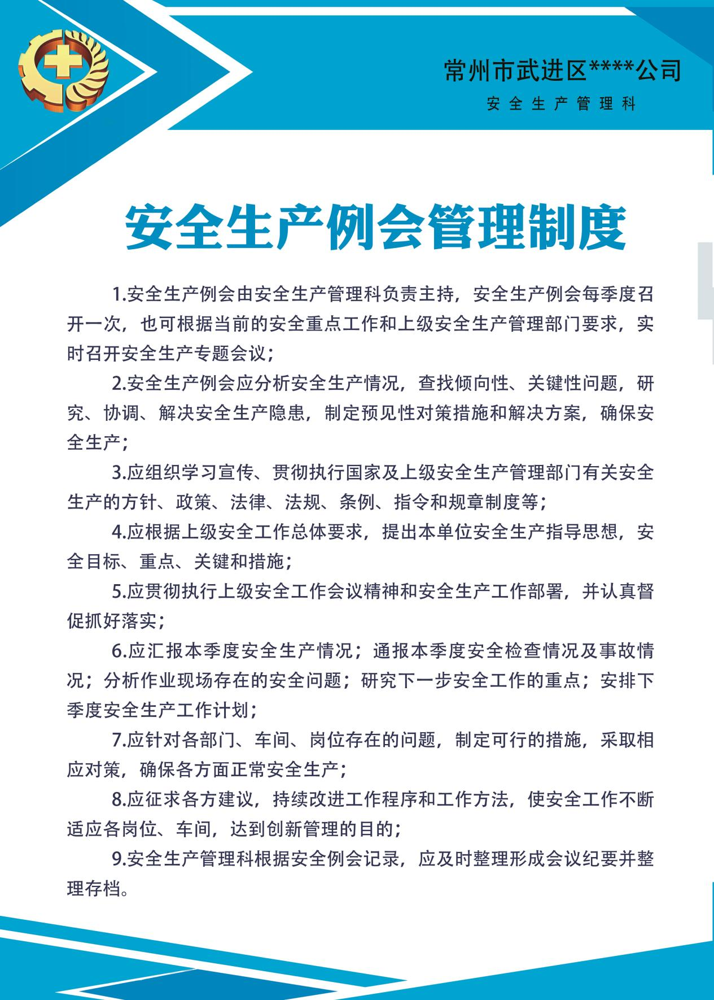 常州市武进区****公司
安全生产管理科
安全生产例会管理制度
1.安全生产例会由安全生产管理科负责主持，安全生产例会每季度召
开一次，也可根据当前的安全重点工作和上级安全生产管理部门要求，实
时召开安全生产专题会议；
2.安全生产例会应分析安全生产情况，查找倾向性、关键性问题，研
究、协调、解决安全生产隐患，制定预见性对策措施和解决方案，确保安
全生产；
3.应组织学习宣传、贯彻执行国家及上级安全生产管理部门有关安全
生产的方针、政策、法律、法规、条例、指令和规章制度等；
4.应根据上级安全工作总体要求，提出本单位安全生产指导思想，安
全目标、重点、关键和措施；
5.应贯彻执行上级安全工作会议精神和安全生产工作部署，并认真督
促抓好落实；
6.应汇报本季度安全生产情况；通报本季度安全检查情况及事故情
况；分析作业现场存在的安全问题；研究下一步安全工作的重点；安排下
季度安全生产工作计划；
7.应针对各部门、车间、岗位存在的问题，制定可行的措施，采取相
应对策，确保各方面正常安全生产；
8.应征求各方建议，持续改进工作程序和工作方法，使安全工作不断
适应各岗位、车间，达到创新管理的目的；
9.安全生产管理科根据安全例会记录，应及时整理形成会议纪要并整
理存档。